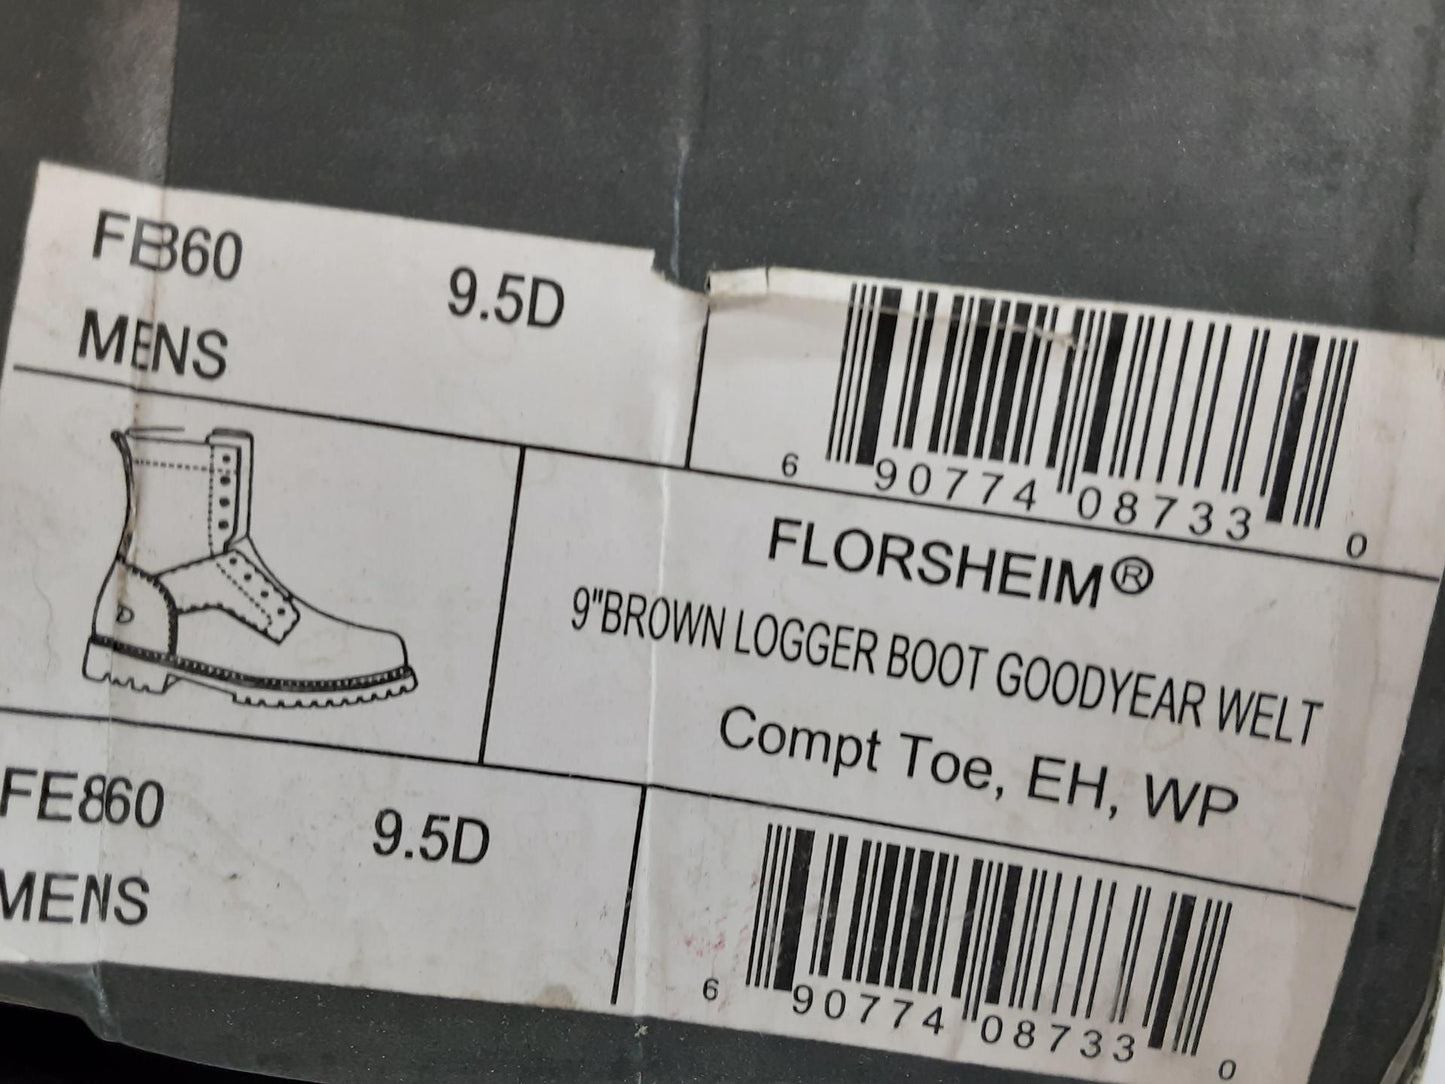 FE860
9.5D
MENS
6 90774 08733 0
FLORSHEIM®
9"BROWN LOGGER BOOT GOODYEAR WELT
Compt Toe, EH, WP
D
FE860
9.5D
MENS
6 90774 08733 0